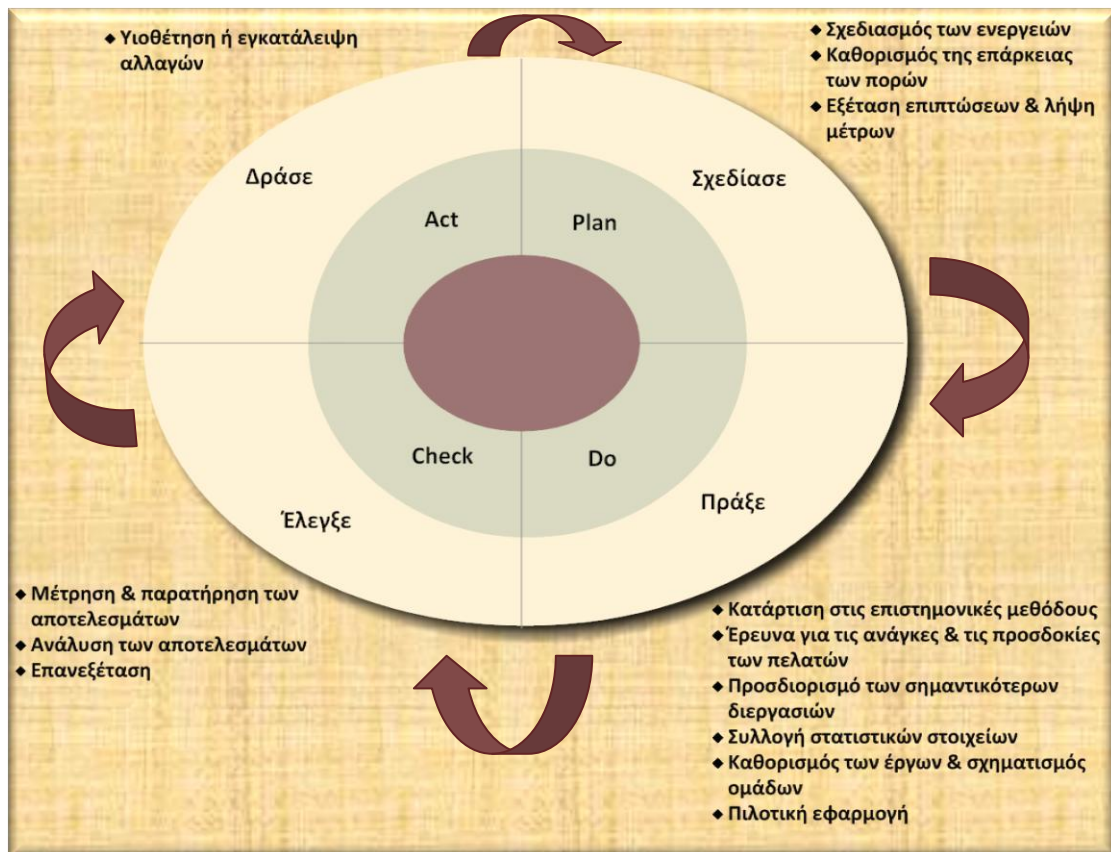 ◆ Υιοθέτηση ή εγκατάλειψη
αλλαγών
◆ Σχεδιασμός των ενεργειών
◆ Καθορισμός της επάρκειας
των πορών
◆ Εξέταση επιπτώσεων & λήψη
μέτρων
Δράσε
Σχεδίασε
Act
Plan
Check
Do
Έλεγξε
Πράξε
◆ Μέτρηση & παρατήρηση των
αποτελεσμάτων
◆ Ανάλυση των αποτελεσμάτων
◆ Επανεξέταση
◆ Κατάρτιση στις επιστημονικές μεθόδους
◆ Έρευνα για τις ανάγκες & τις προσδοκίες
των πελατών
◆ Προσδιορισμό των σημαντικότερων
διεργασιών
◆ Συλλογή στατιστικών στοιχείων
◆ Καθορισμός των έργων & σχηματισμός
ομάδων
◆ Πιλοτική εφαρμογή